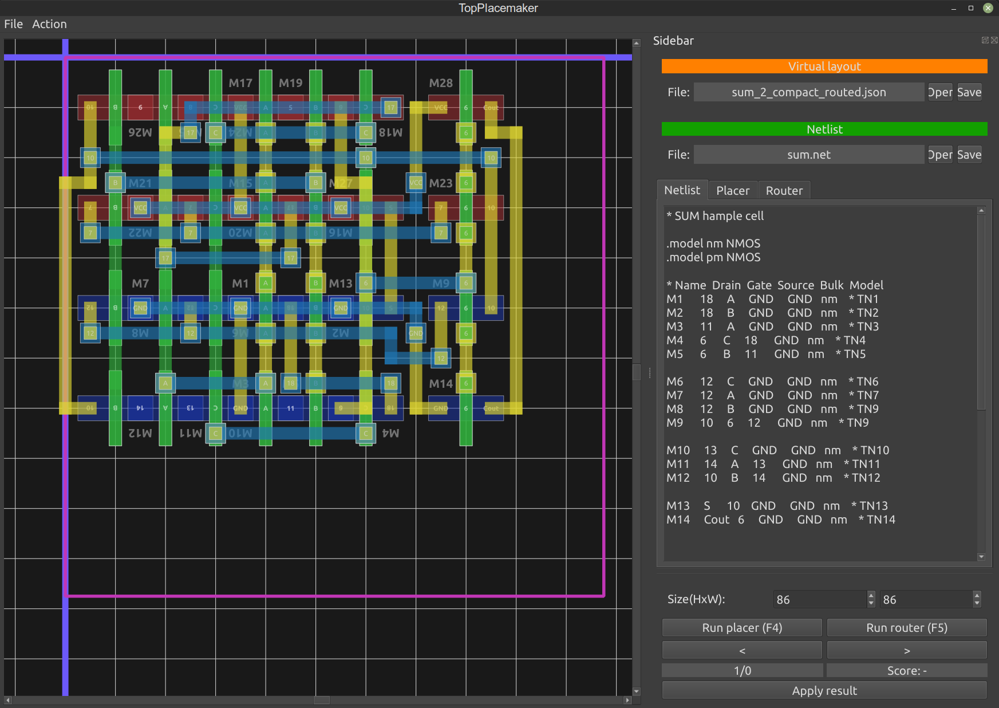 TopPlacemaker
File Action
Sidebar
Virtual layout
File: sum_2_compact_routed.json Oper Save
Netlist
File: sum.net Oper Save
Netlist Placer Router
* SUM hample cell
.model nm NMOS
.model pm NMOS
* Name Drain Gate Source Bulk Model
M1 18 A GND GND nm * TN1
M2 18 B GND GND nm * TN2
M3 11 A GND GND nm * TN3
M4 6 C 18 GND nm * TN4
M5 6 B 11 GND nm * TN5
M6 12 C GND GND nm * TN6
M7 12 A GND GND nm * TN7
M8 12 B GND GND nm * TN9
M9 10 6 12 GND nm * TN9
M10 13 C GND GND nm * TN10
M11 14 A 13 GND nm * TN11
M12 10 B 14 GND nm * TN12
M13 S 10 GND GND nm * TN13
M14 Cout 6 GND GND nm * TN14
Size(HxW): 86 86
Run placer (F4) Run router (F5)
< >
1/0 Score: -
Apply result
M17 M19 M28
10 B 9 A 8 C VCC A 5 B 6 C 17 VCC 6 Cout
M26 17 C M24 A B C M18 6
10 10 10
B M21 M15 A B M27 VCC M23 6
7 B VCC A 2 C VCC A 11 B VCC 10 5 7 6 10
7 M22 7 M20 A B M16 7 6
17 17
M7 M1 A B M13 6 M9 6
12 B GND A 12 C GND A 18 B GND 10 S 12 6 10
12 M8 12 M6 A B M2 GND 6
12
A M3 A 18 B 18 M14 6
10 B 14 A 13 C GND A 11 B 6 C 18 GND 6 Cout
M12 M11 C M10 C M4